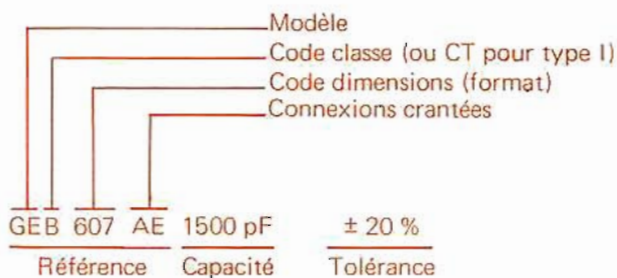 Modèle
Code classe (ou CT pour type I)
Code dimensions (format)
Connexions crantées
GEB 607 AE 1500 pF ± 20 %
Référence Capacité Tolérance